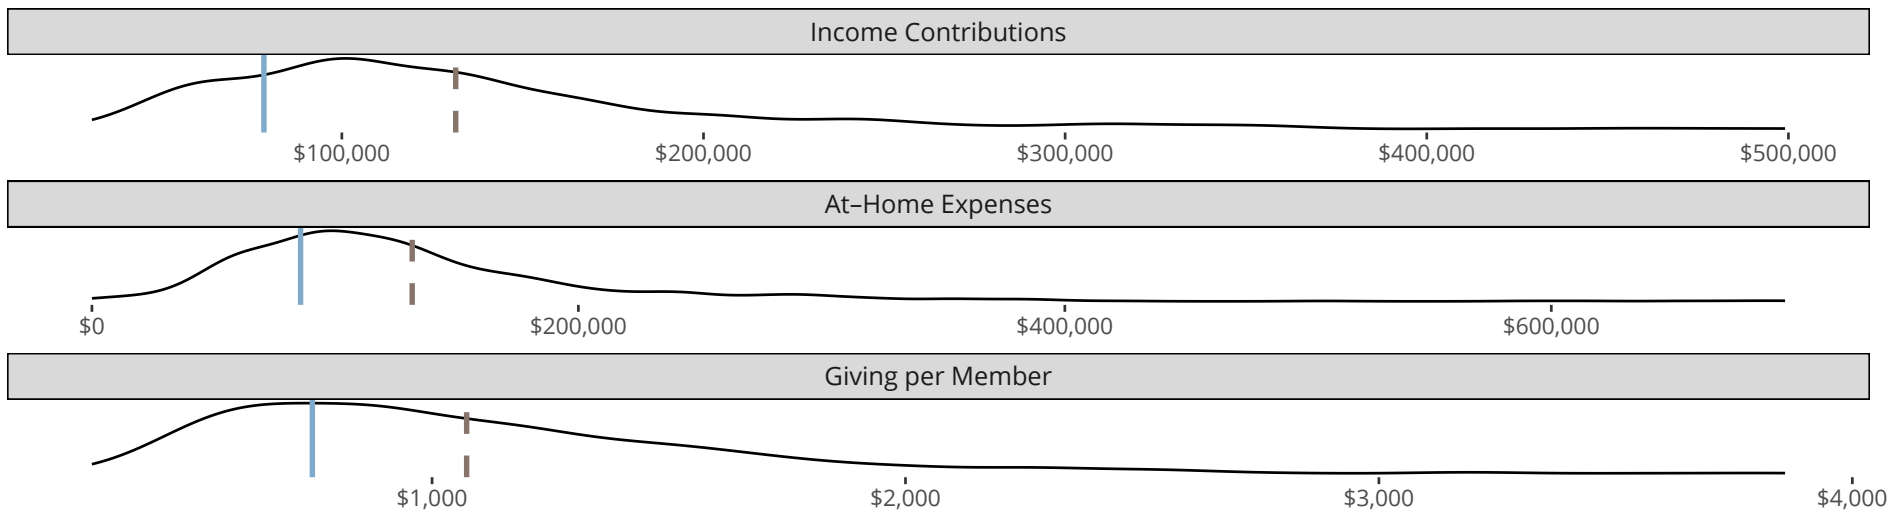 Income Contributions
$100,000 $200,000 $300,000 $400,000 $500,000
At–Home Expenses
$0 $200,000 $400,000 $600,000
Giving per Member
$1,000 $2,000 $3,000 $4,000